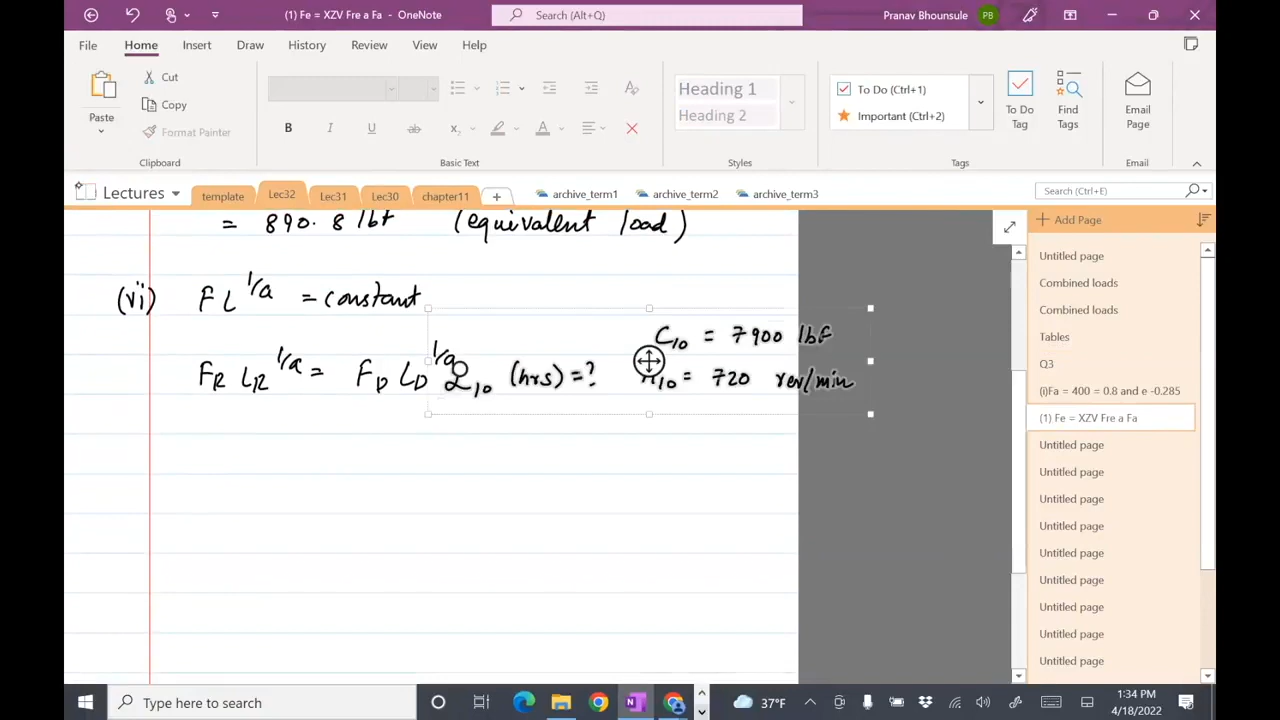 (1) Fe = XZV Fre a Fa - OneNote
Search (Alt+Q)
Pranav Bhounsule PB
File Home Insert Draw History Review View Help
Paste
Cut
Copy
Format Painter
Clipboard
B I U ab x
Basic Text
Heading 1
Heading 2
Styles
To Do (Ctrl+1)
Important (Ctrl+2)
To Do Tag
Find Tags
Tags
Email Page
Email
Lectures template Lec32 Lec31 Lec30 chapter11 archive_term1 archive_term2 archive_term3
Search (Ctrl+E)
= 890.8 lbf (equivalent load)
(vi) F L^1/a = constant
C10 = 7900 lbf
FR LR^1/a = FD LD^1/a L10 (hrs) = ? 10 = 720 rev/min
Add Page
Untitled page
Combined loads
Combined loads
Tables
Q3
(i)Fa = 400 = 0.8 and e -0.285
(1) Fe = XZV Fre a Fa
Untitled page
Untitled page
Untitled page
Untitled page
Untitled page
Untitled page
Untitled page
Untitled page
Untitled page
Type here to search
37°F
1:34 PM
4/18/2022